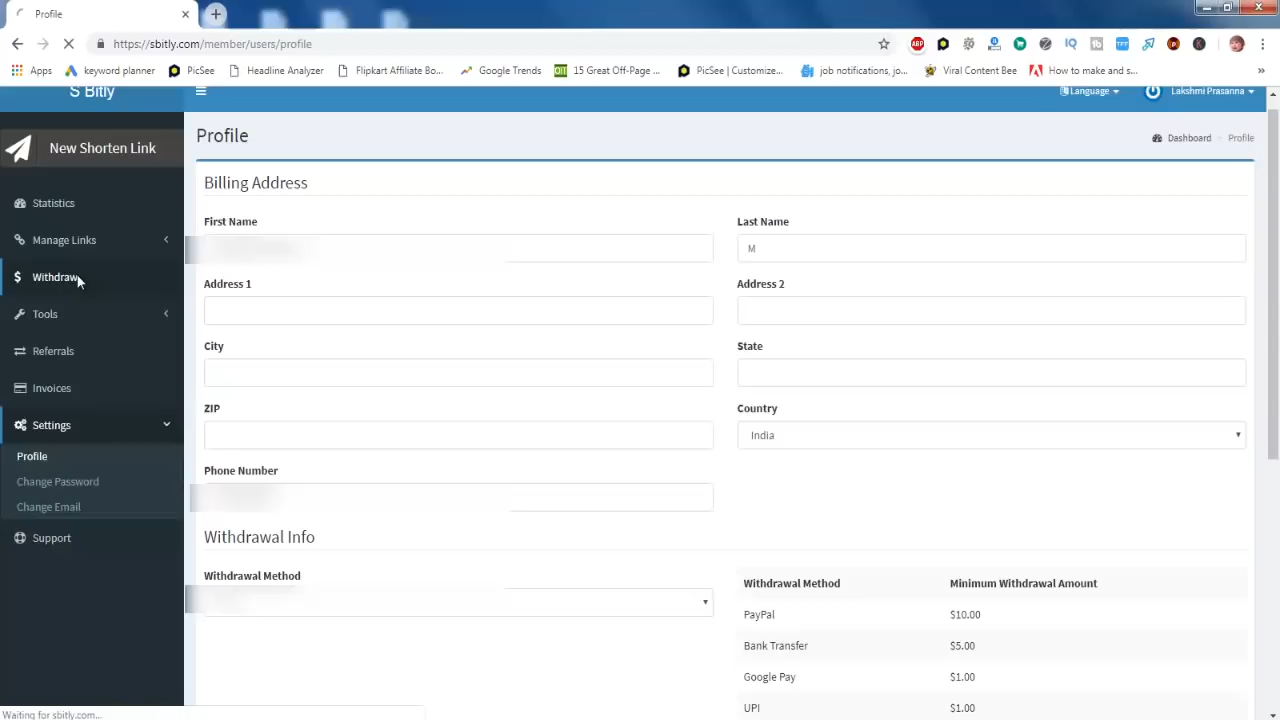 Profile
https://sbitly.com/member/users/profile
Apps keyword planner PicSee Headline Analyzer Flipkart Affiliate Bo... Google Trends 15 Great Off-Page ... PicSee | Customize... job notifications, jo... Viral Content Bee How to make and s... »
S Bitly
Language
Lakshmi Prasanna
New Shorten Link
Profile
Dashboard
Profile
Statistics
Manage Links
Withdraw
Tools
Referrals
Invoices
Settings
Profile
Change Password
Change Email
Support
Billing Address
First Name
Last Name
M
Address 1
Address 2
City
State
ZIP
Country
India
Phone Number
Withdrawal Info
Withdrawal Method
Withdrawal Method Minimum Withdrawal Amount
PayPal $10.00
Bank Transfer $5.00
Google Pay $1.00
UPI $1.00
Waiting for sbitly.com...